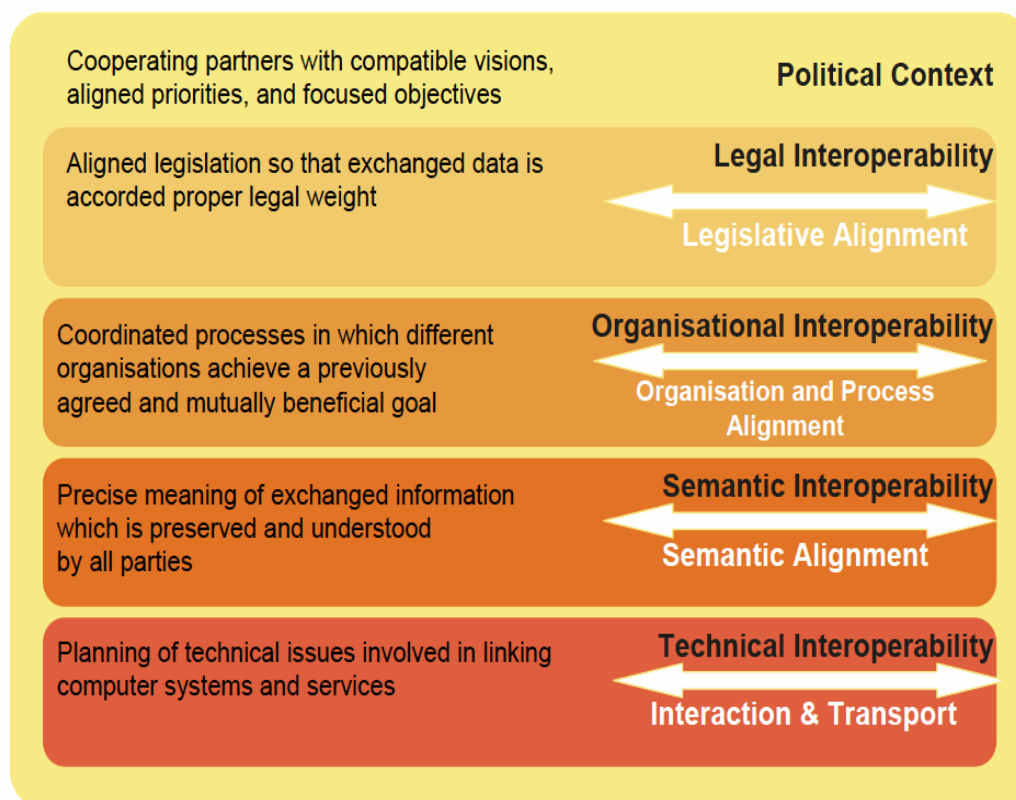 Cooperating partners with compatible visions,
aligned priorities, and focused objectives
Political Context
Aligned legislation so that exchanged data is
accorded proper legal weight
Legal Interoperability
Legislative Alignment
Coordinated processes in which different
organisations achieve a previously
agreed and mutually beneficial goal
Organisational Interoperability
Organisation and Process
Alignment
Precise meaning of exchanged information
which is preserved and understood
by all parties
Semantic Interoperability
Semantic Alignment
Planning of technical issues involved in linking
computer systems and services
Technical Interoperability
Interaction & Transport